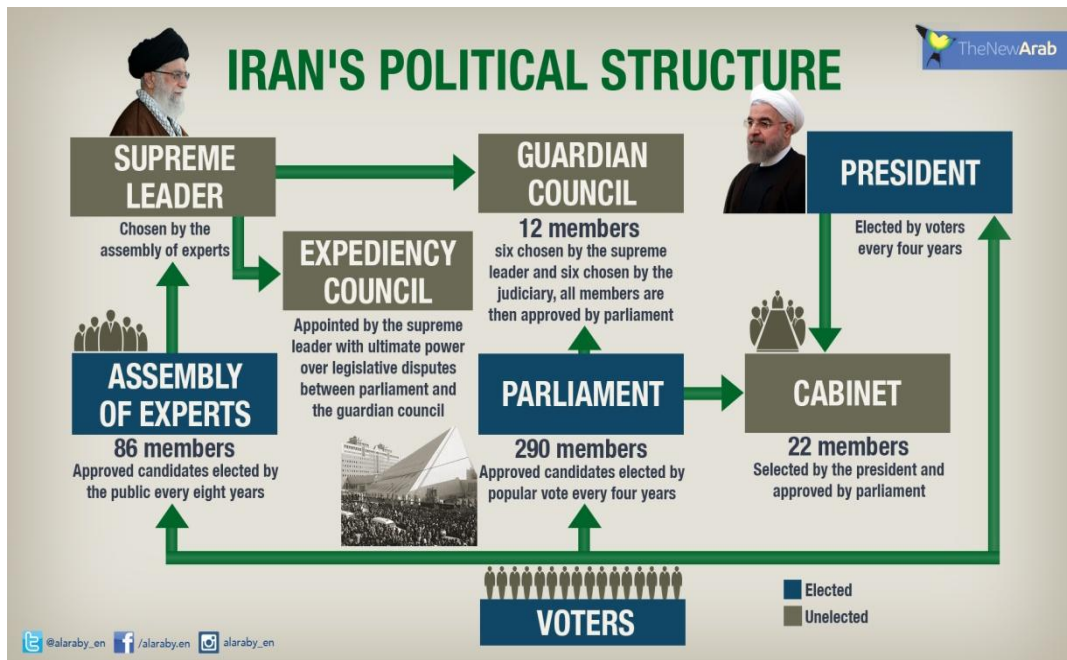 IRAN'S POLITICAL STRUCTURE
TheNewArab
SUPREME
LEADER
Chosen by the
assembly of experts
GUARDIAN
COUNCIL
12 members
six chosen by the supreme
leader and six chosen by the
judiciary, all members are
then approved by parliament
PRESIDENT
Elected by voters
every four years
EXPEDIENCY
COUNCIL
Appointed by the supreme
leader with ultimate power
over legislative disputes
between parliament and
the guardian council
ASSEMBLY
OF EXPERTS
86 members
Approved candidates elected by
the public every eight years
PARLIAMENT
290 members
Approved candidates elected by
popular vote every four years
CABINET
22 members
Selected by the president and
approved by parliament
VOTERS
Elected
Unelected
@alaraby_en
/alaraby.en
alaraby_en